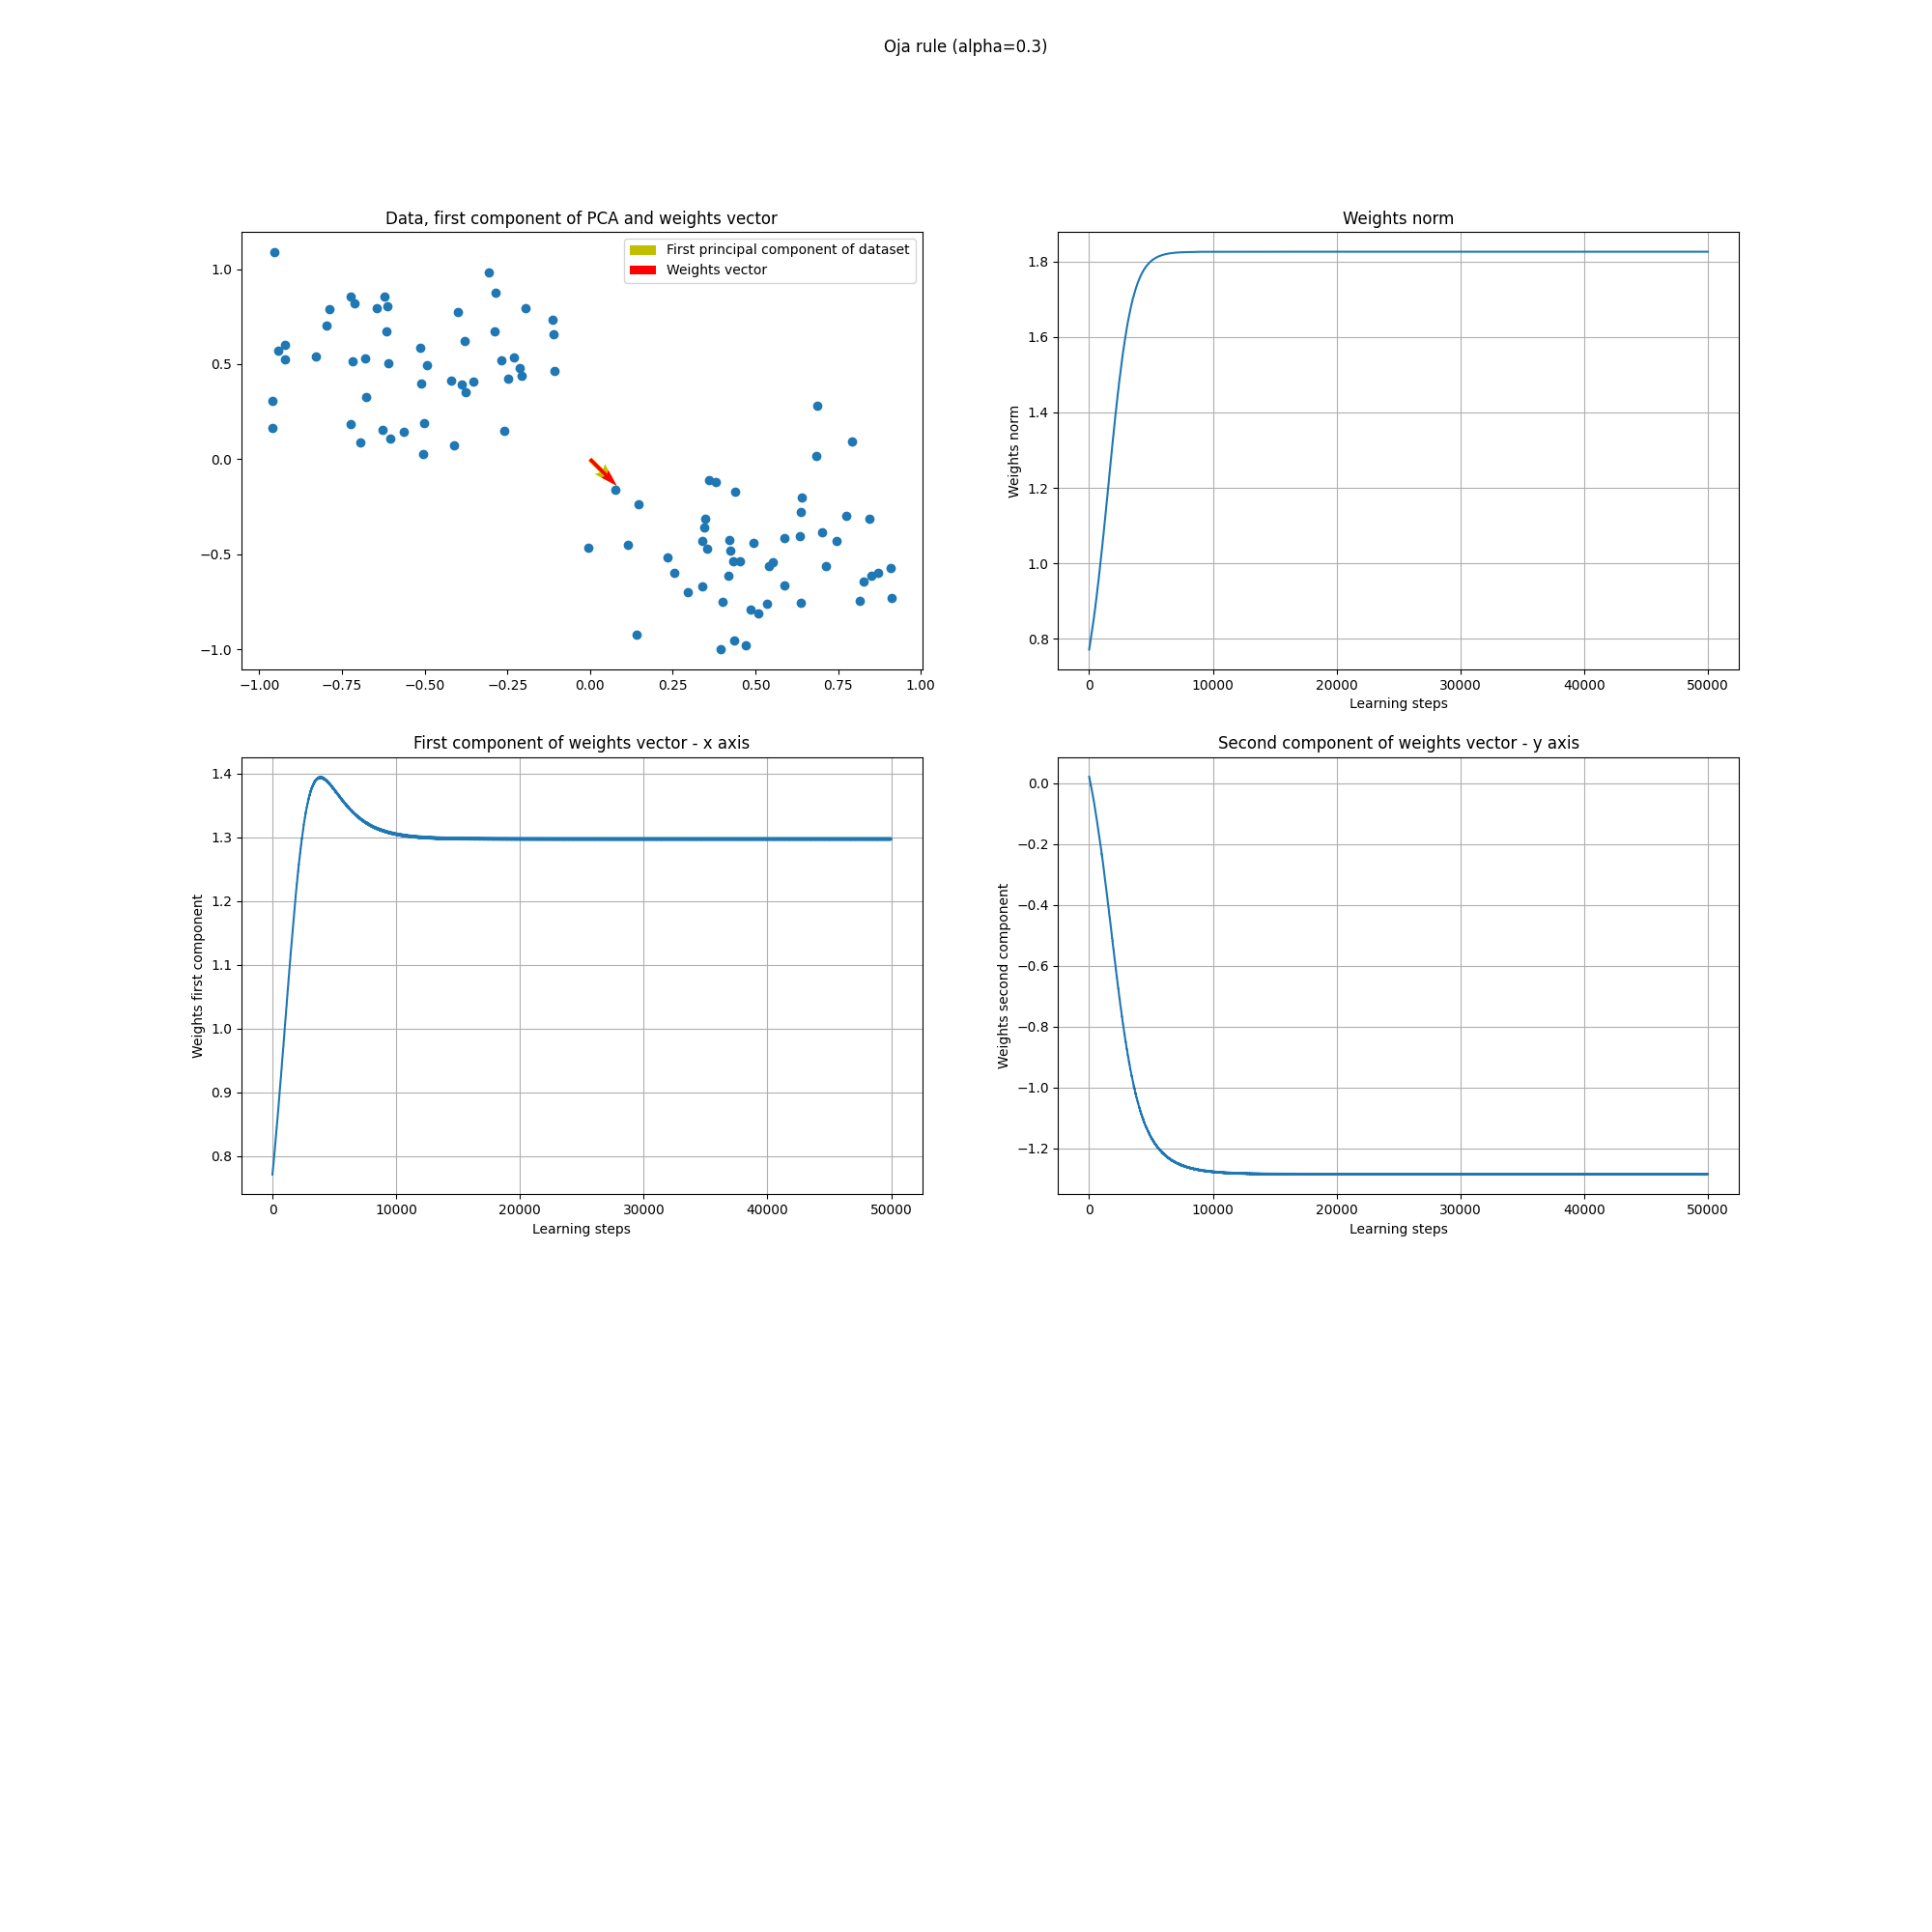 Oja rule (alpha=0.3)
Data, first component of PCA and weights vector
First principal component of dataset
Weights vector
1.0
0.5
0.0
−0.5
−1.0
−1.00 −0.75 −0.50 −0.25 0.00 0.25 0.50 0.75 1.00
Weights norm
Weights norm
1.8
1.6
1.4
1.2
1.0
0.8
0 10000 20000 30000 40000 50000
Learning steps
First component of weights vector - x axis
Weights first component
1.4
1.3
1.2
1.1
1.0
0.9
0.8
0 10000 20000 30000 40000 50000
Learning steps
Second component of weights vector - y axis
Weights second component
0.0
−0.2
−0.4
−0.6
−0.8
−1.0
−1.2
0 10000 20000 30000 40000 50000
Learning steps